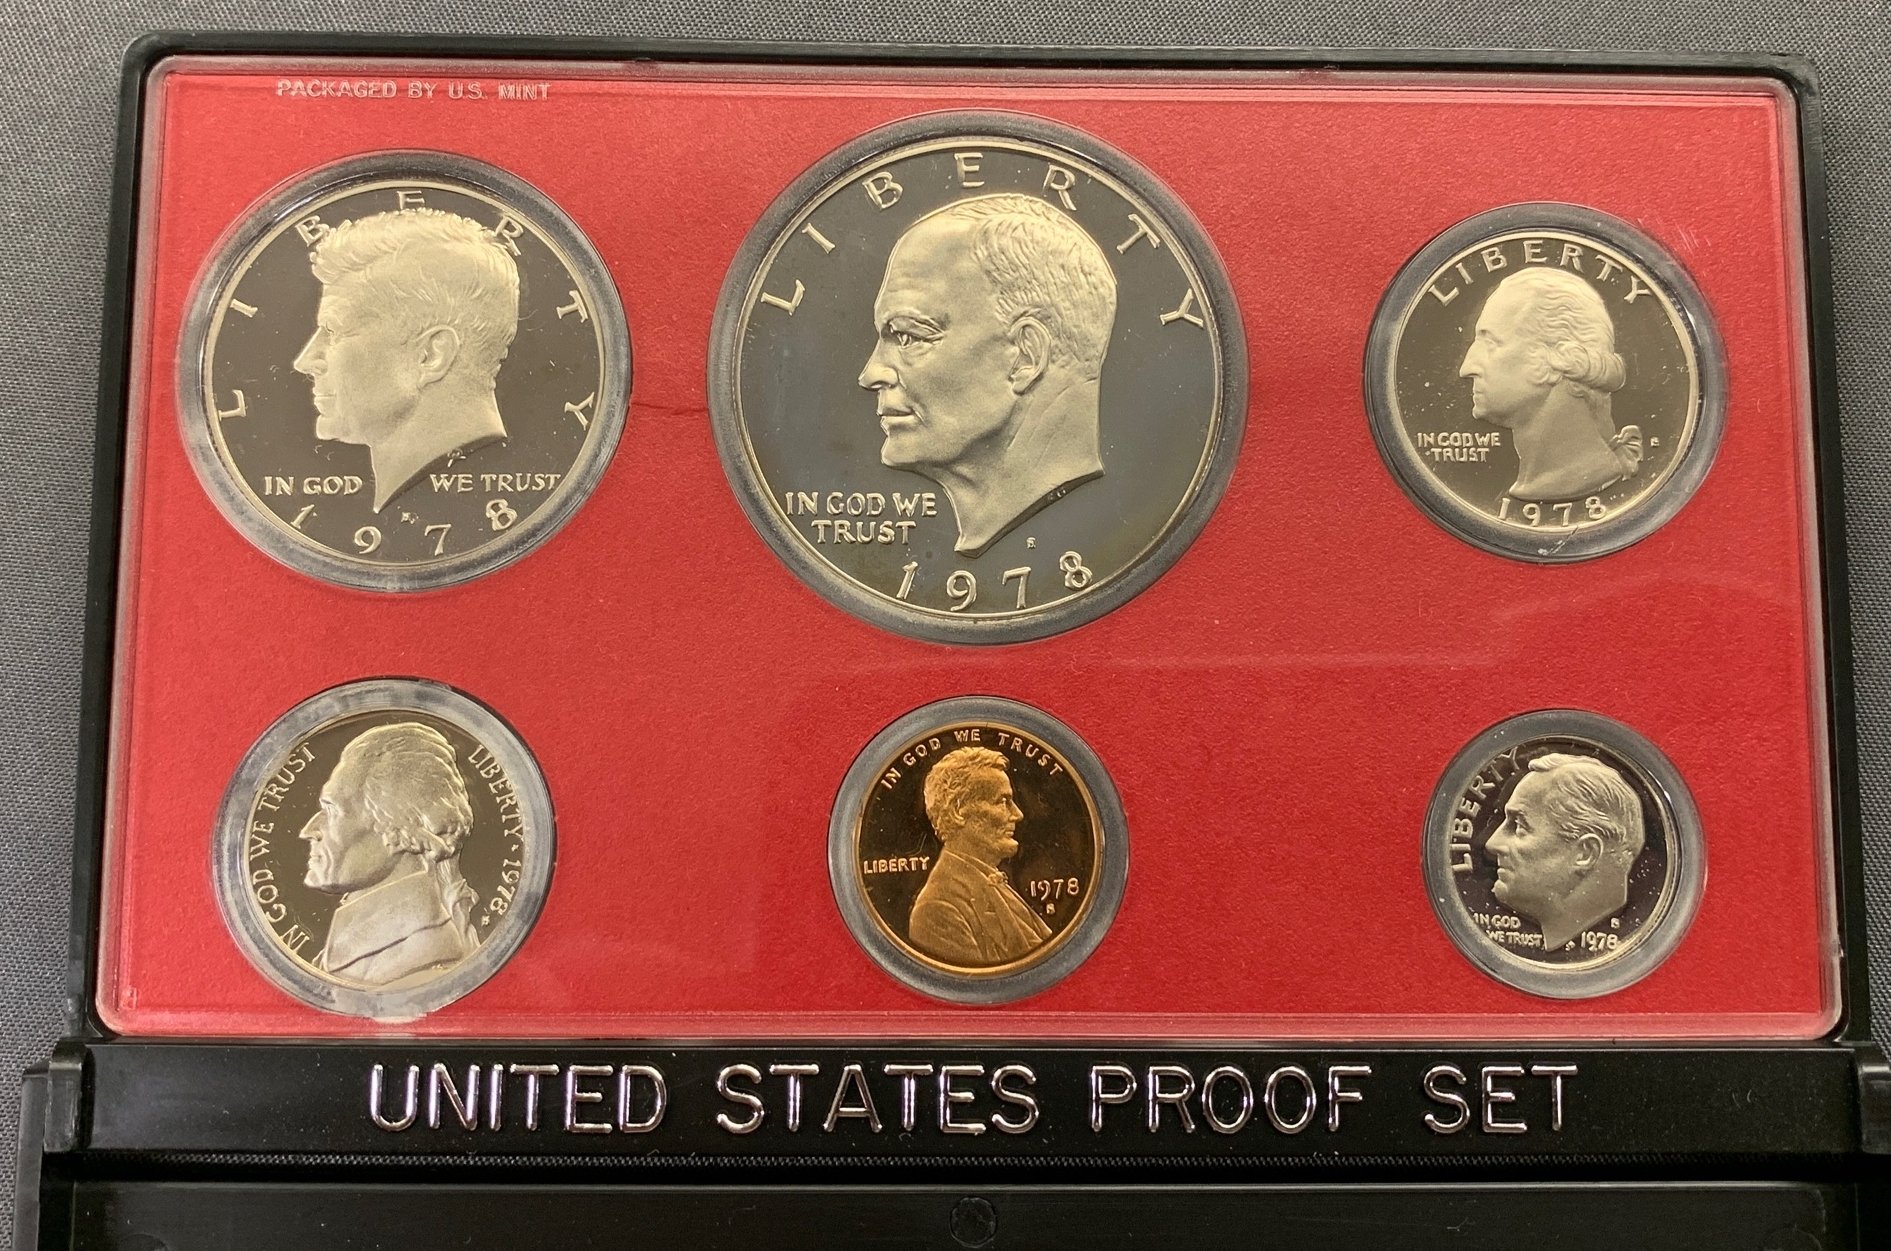 PACKAGED BY U.S. MINT
LIBERTY
IN GOD WE TRUST
1978
LIBERTY
IN GOD WE
TRUST
S
1978
LIBERTY
IN GOD WE
TRUST
S
1978
IN GOD WE TRUST
LIBERTY · 1978
S
IN GOD WE TRUST
LIBERTY
1978
S
LIBERTY
IN GOD
WE TRUST
S
1978
UNITED STATES PROOF SET